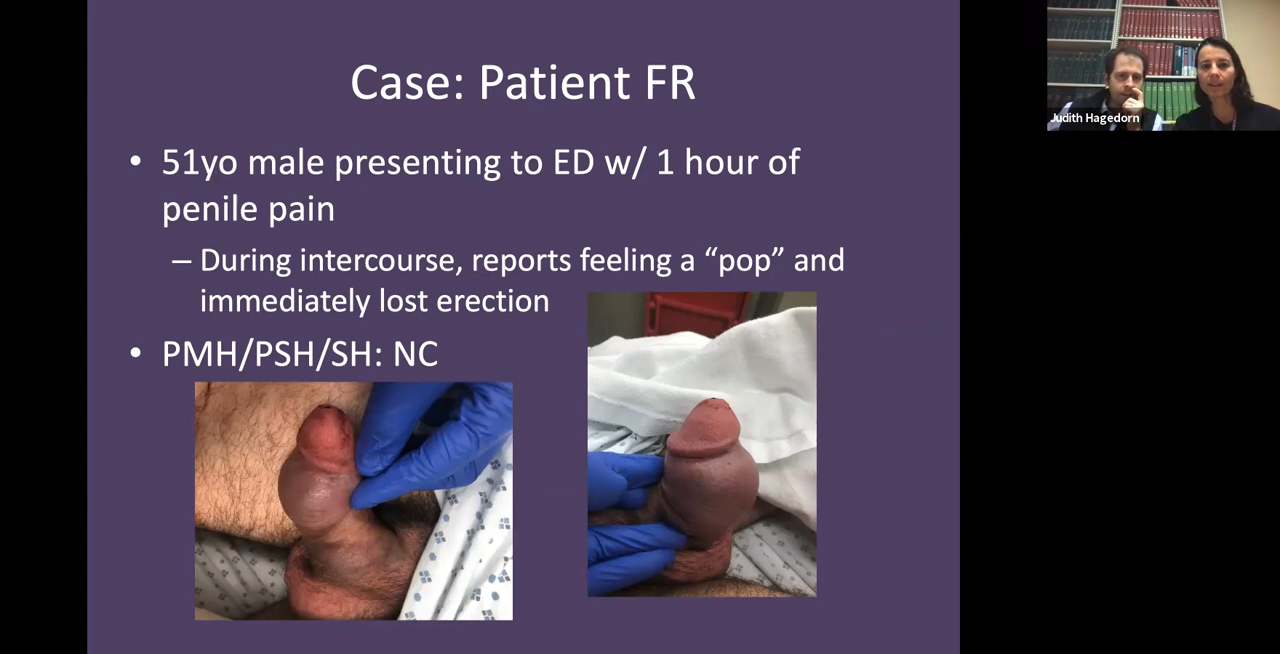 Case: Patient FR
• 51yo male presenting to ED w/ 1 hour of
penile pain
– During intercourse, reports feeling a “pop” and
immediately lost erection
• PMH/PSH/SH: NC
Judith Hagedorn